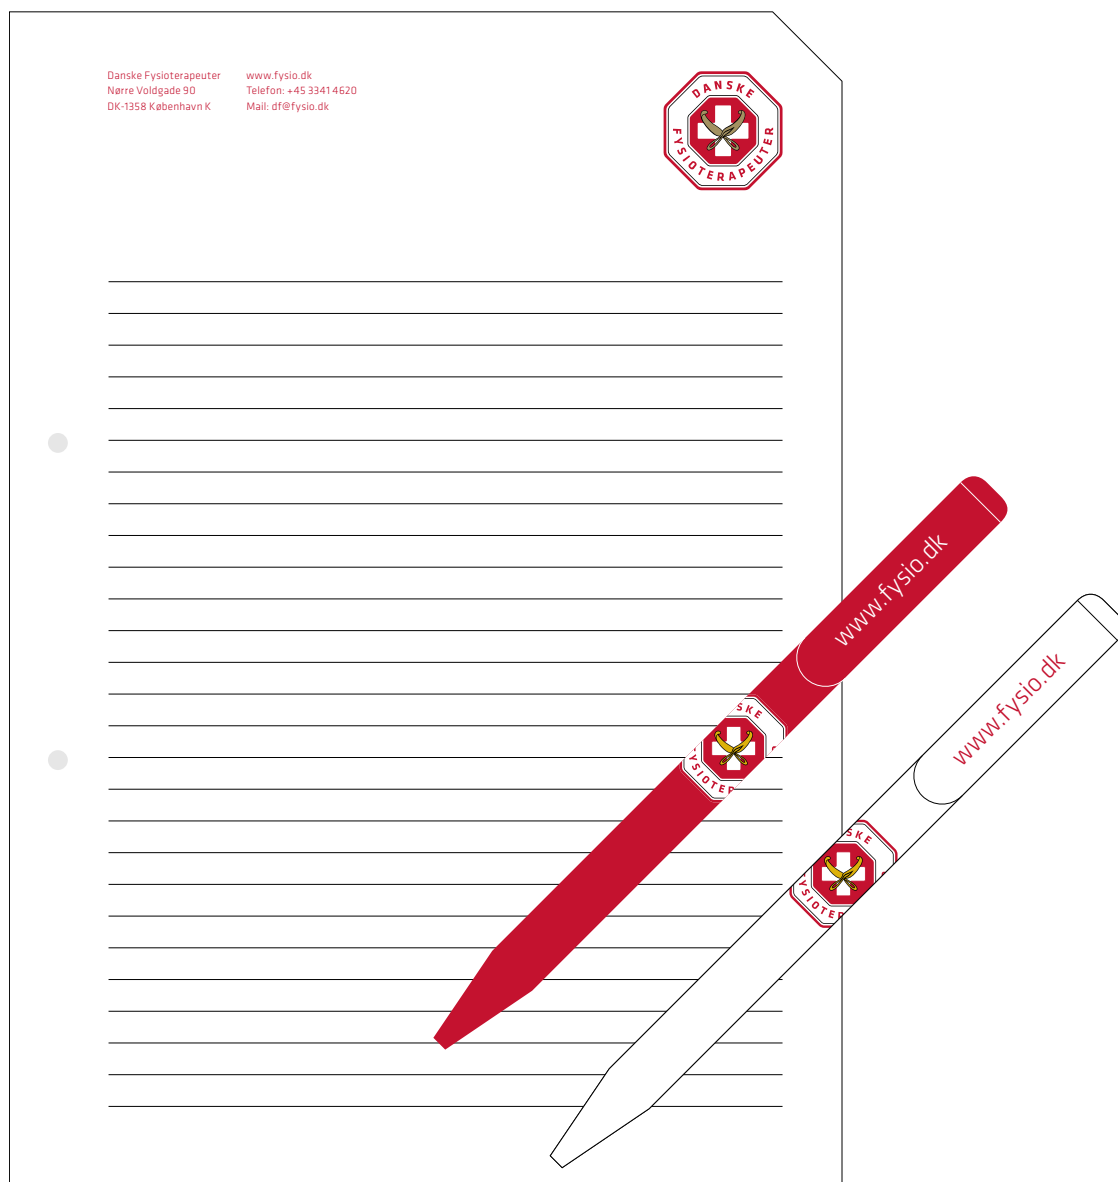 Danske Fysioterapeuter
Nørre Voldgade 90
DK-1358 København K
www.fysio.dk
Telefon: +45 3341 4620
Mail: df@fysio.dk
DANSKE
FYSIOTERAPEUTER
www.fysio.dk
SKE
FYSIOTER
www.fysio.dk
SKE
FYSIOTER